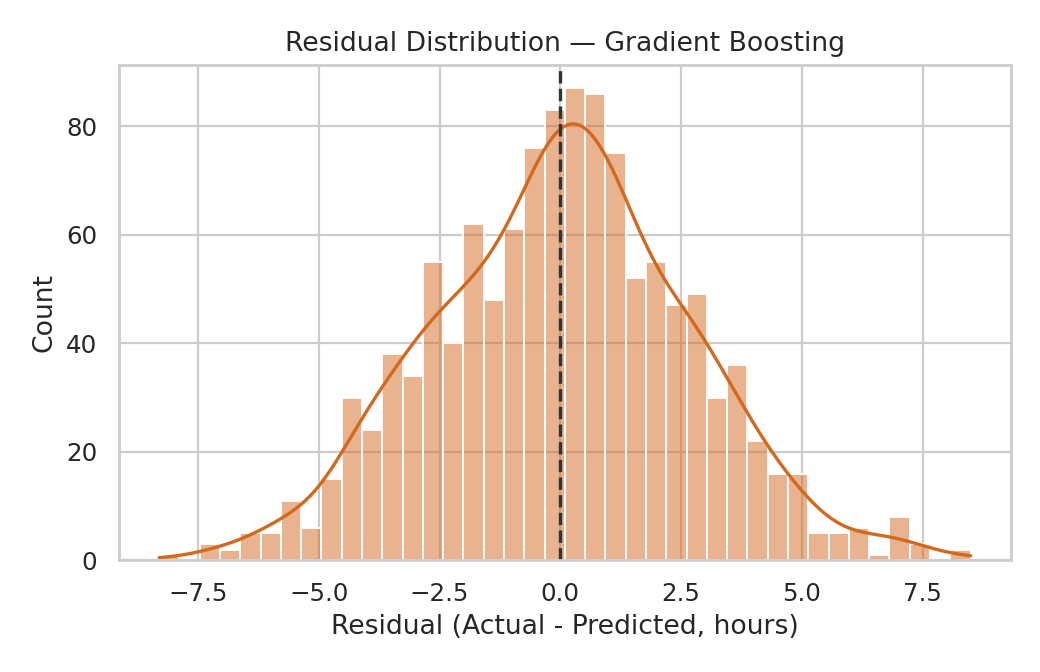 Residual Distribution — Gradient Boosting
Count
80
60
40
20
0
−7.5 −5.0 −2.5 0.0 2.5 5.0 7.5
Residual (Actual - Predicted, hours)